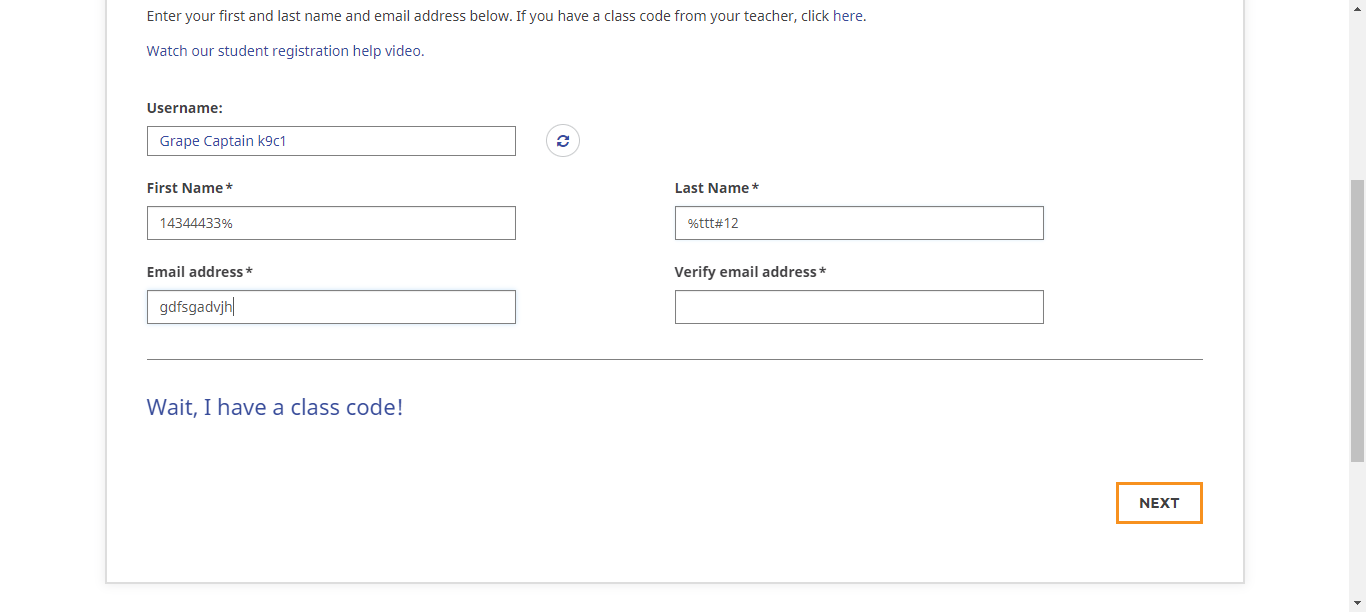 Enter your first and last name and email address below. If you have a class code from your teacher, click here.
Watch our student registration help video.
Username:
Grape Captain k9c1
First Name*
Last Name*
14344433%
%ttt#12
Email address*
Verify email address*
gdfsgadvjh
Wait, I have a class code!
NEXT